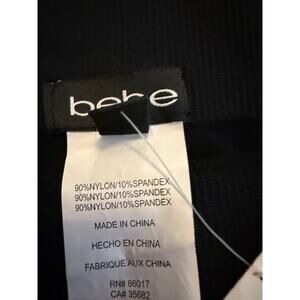 bebe
90%NYLON/10%SPANDEX
90%NYLON/10%SPANDEX
90%NYLON/10%SPANDEX
MADE IN CHINA
HECHO EN CHINA
FABRIQUE AUX CHINA
RN# 86017
CA# 35682